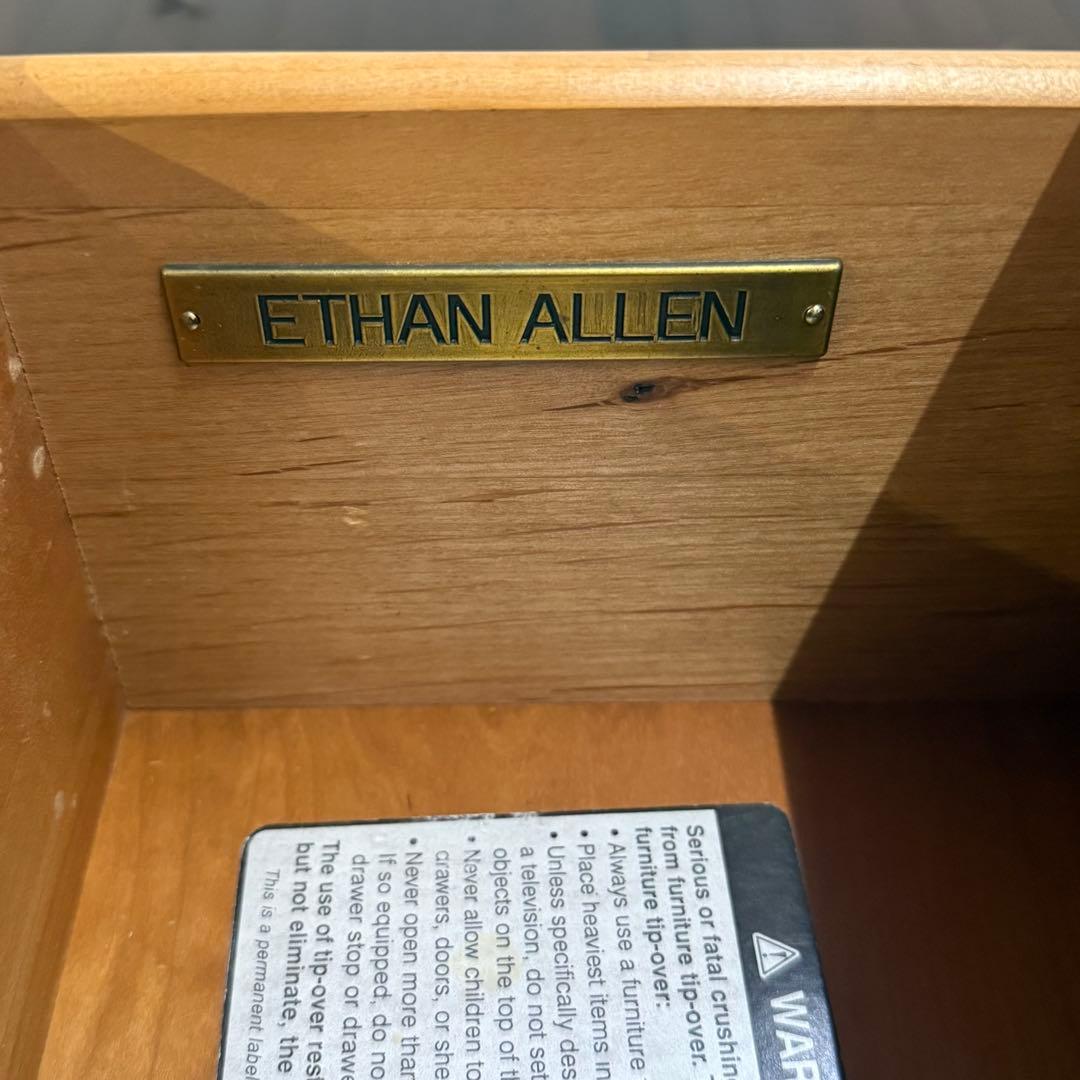 ETHAN ALLEN
WAR
Serious or fatal crushing
from furniture tip-over.
furniture tip-over:
• Always use a furniture
• Place heaviest items in
• Unless specifically des
a television, do not set
objects on the top of th
• Never allow children to
drawers, doors, or she
• Never open more than
If so equipped, do no
drawer stop or drawe
The use of tip-over rest
but not eliminate, the
This is a permanent label